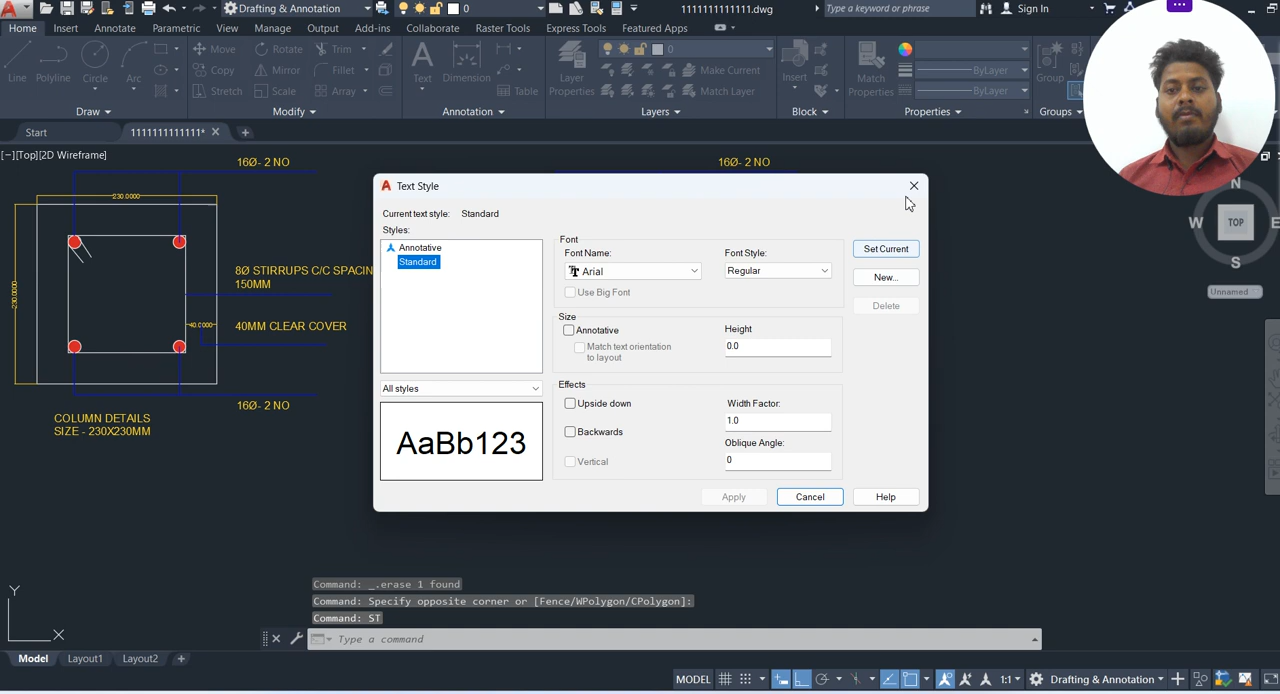 Drafting & Annotation
0
1111111111111.dwg
Type a keyword or phrase
Sign In
Home
Insert
Annotate
Parametric
View
Manage
Output
Add-ins
Collaborate
Raster Tools
Express Tools
Featured Apps
Line
Polyline
Circle
Arc
Move
Rotate
Trim
Copy
Mirror
Fillet
Stretch
Scale
Array
Text
Dimension
Table
Layer
Properties
0
Make Current
Match Layer
Insert
Match
Properties
ByLayer
ByLayer
Group
Draw
Modify
Annotation
Layers
Block
Properties
Groups
Start
1111111111111*
[−][Top][2D Wireframe]
16Ø- 2 NO
16Ø- 2 NO
230.0000
230.0000
8Ø STIRRUPS C/C SPACIN
150MM
40.0000
40MM CLEAR COVER
16Ø- 2 NO
COLUMN DETAILS
SIZE - 230X230MM
N
W
TOP
E
S
Unnamed
Text Style
Current text style: Standard
Styles:
Annotative
Standard
All styles
AaBb123
Font
Font Name:
Arial
Font Style:
Regular
Use Big Font
Size
Annotative
Match text orientation
to layout
Height
0.0
Effects
Upside down
Backwards
Vertical
Width Factor:
1.0
Oblique Angle:
0
Set Current
New...
Delete
Apply
Cancel
Help
Y
X
Command: _.erase 1 found
Command: Specify opposite corner or [Fence/WPolygon/CPolygon]:
Command: ST
Type a command
Model
Layout1
Layout2
MODEL
1:1
Drafting & Annotation